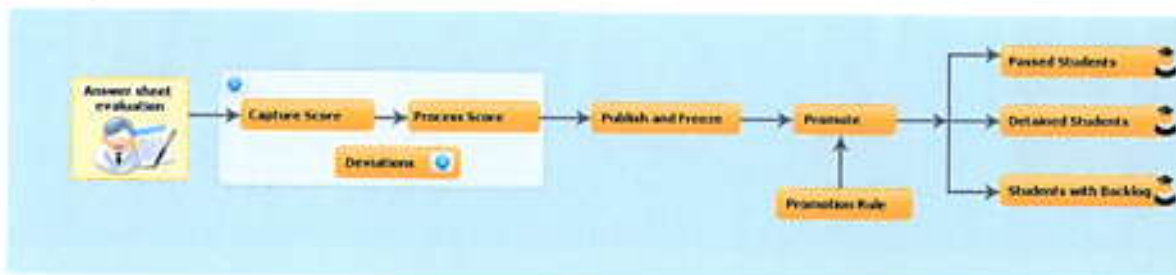 Answer sheet
evaluation
Capture Score
Process Score
Deviations
Publish and Freeze
Promote
Promotion Rule
Passed Students
Detained Students
Students with Backlog